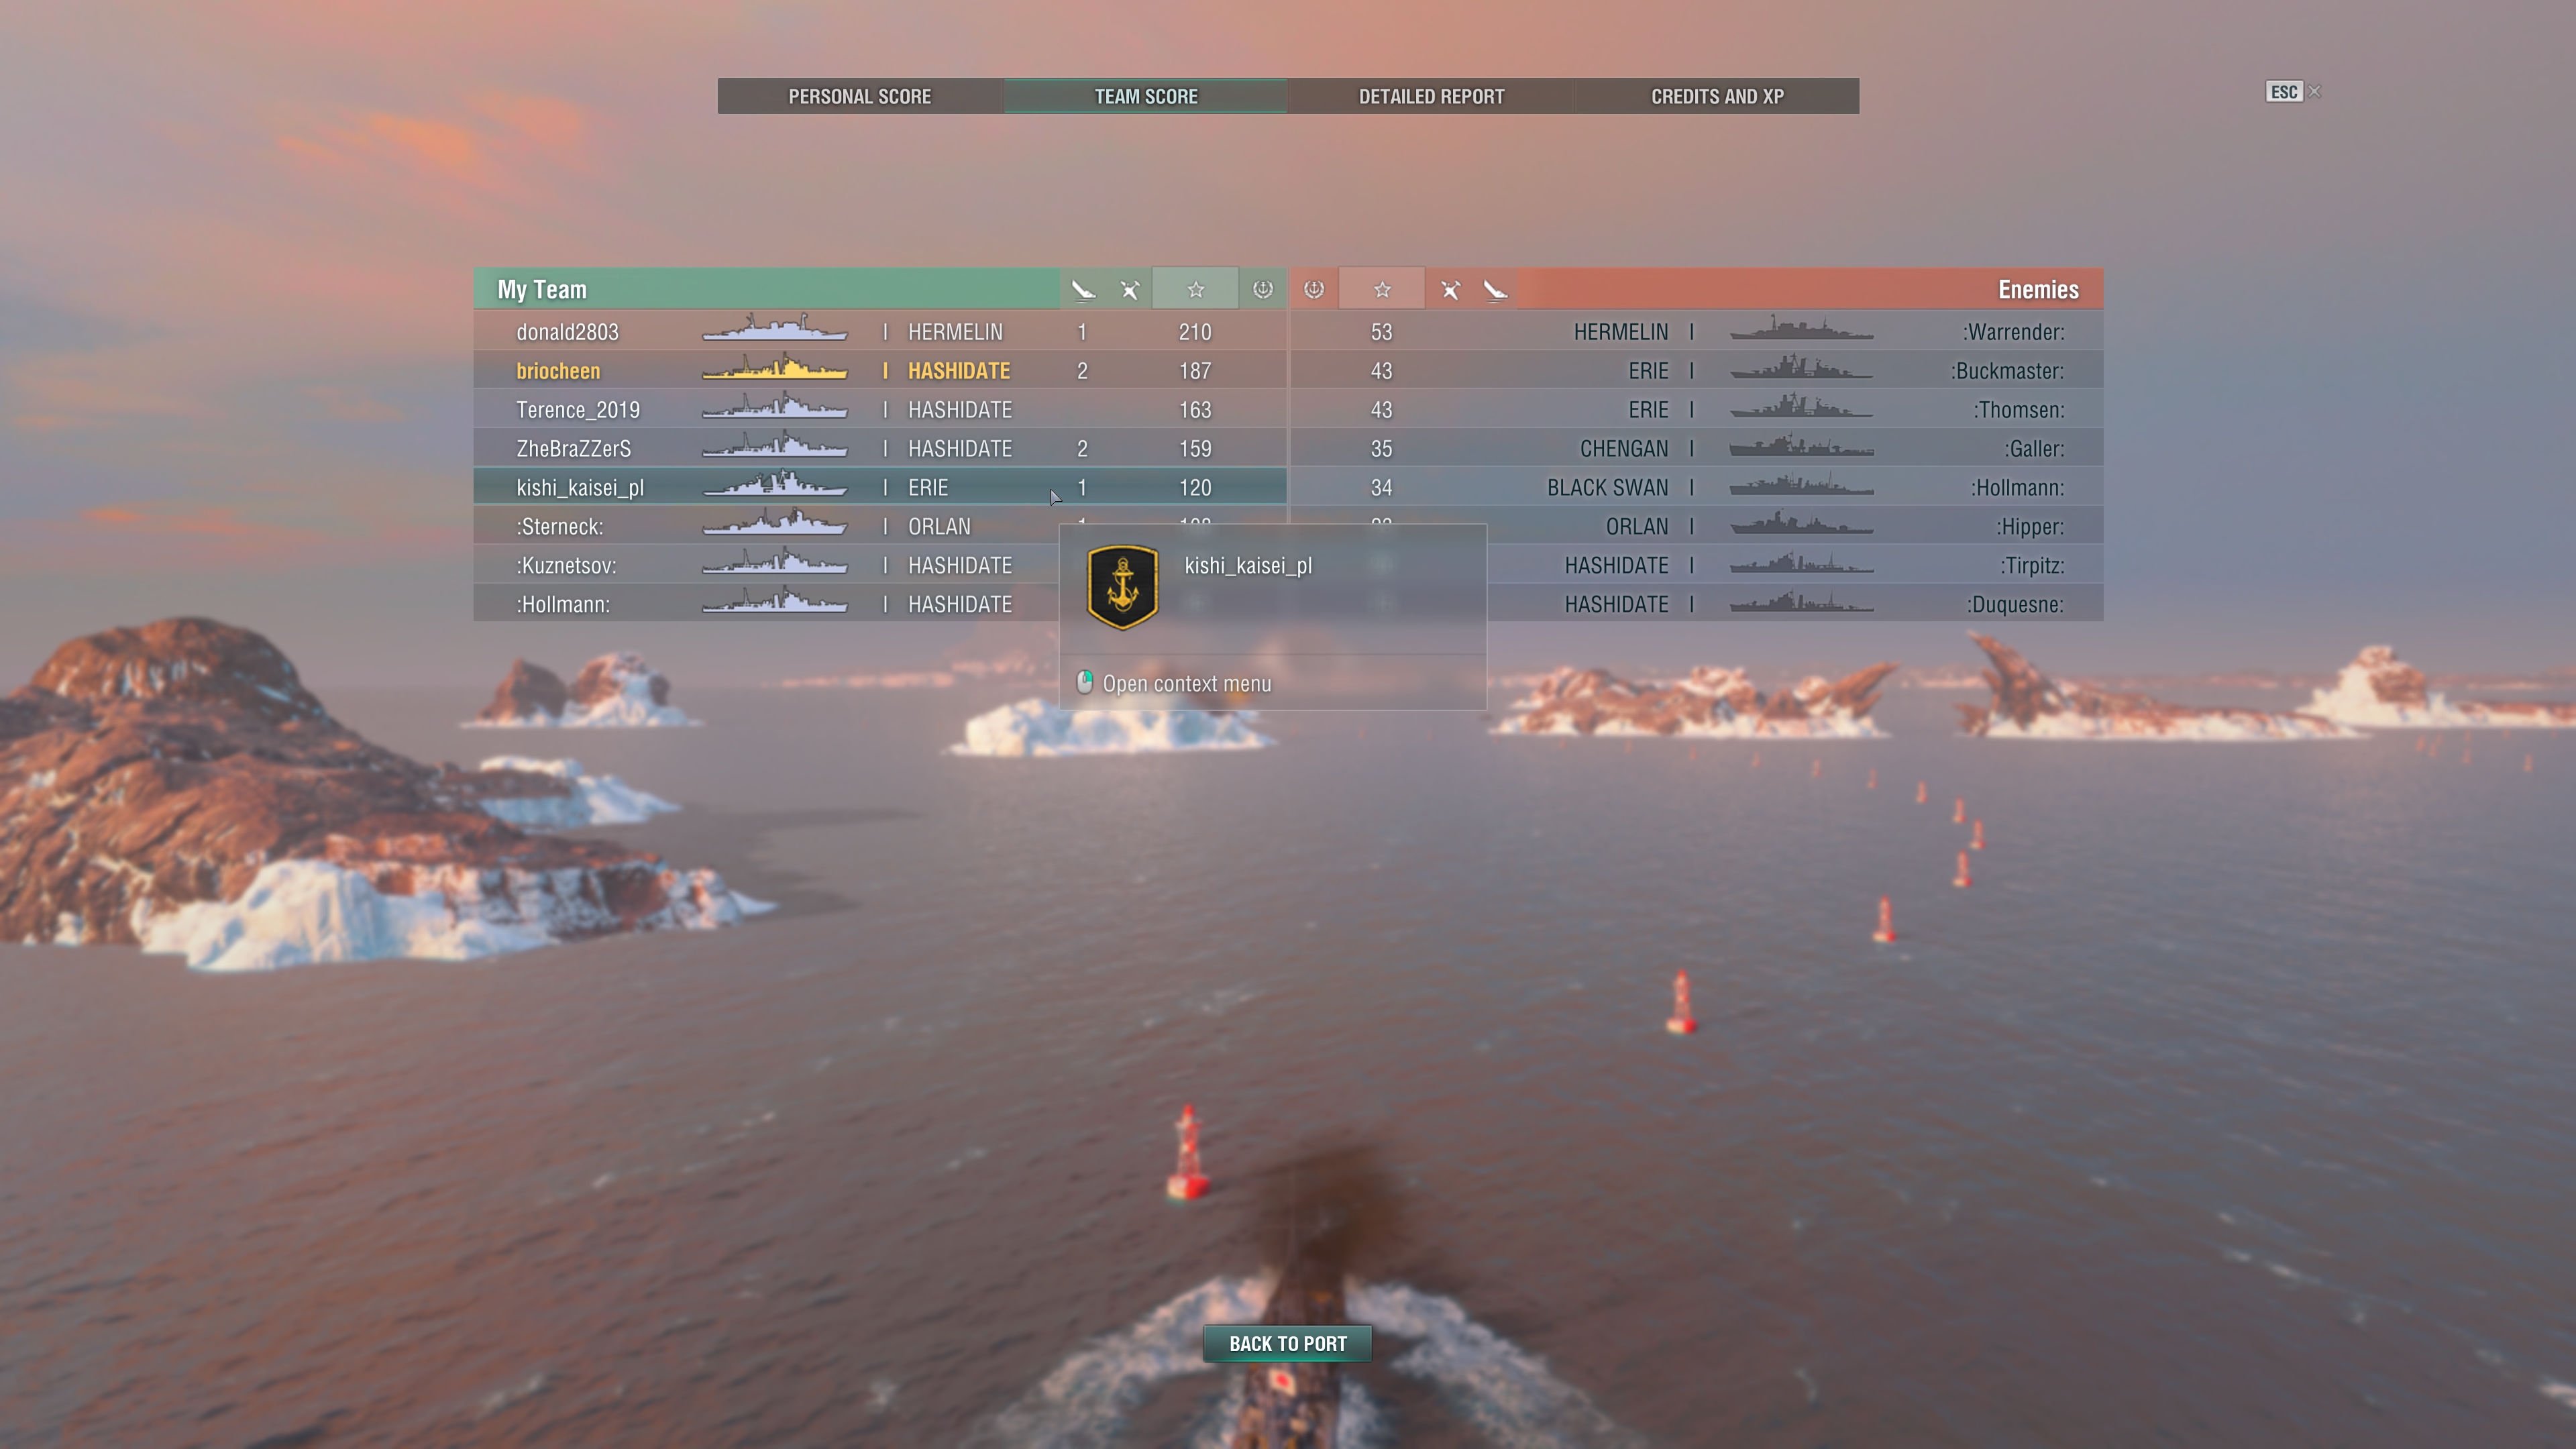 PERSONAL SCORE TEAM SCORE DETAILED REPORT CREDITS AND XP ESC
My Team Enemies
donald2803 I HERMELIN 1 210 53 HERMELIN I :Warrender:
briocheen I HASHIDATE 2 187 43 ERIE I :Buckmaster:
Terence_2019 I HASHIDATE 163 43 ERIE I :Thomsen:
ZheBraZZerS I HASHIDATE 2 159 35 CHENGAN I :Galler:
kishi_kaisei_pl I ERIE 1 120 34 BLACK SWAN I :Hollmann:
:Sterneck: I ORLAN ORLAN I :Hipper:
:Kuznetsov: I HASHIDATE kishi_kaisei_pl HASHIDATE I :Tirpitz:
:Hollmann: I HASHIDATE HASHIDATE I :Duquesne:
Open context menu
BACK TO PORT